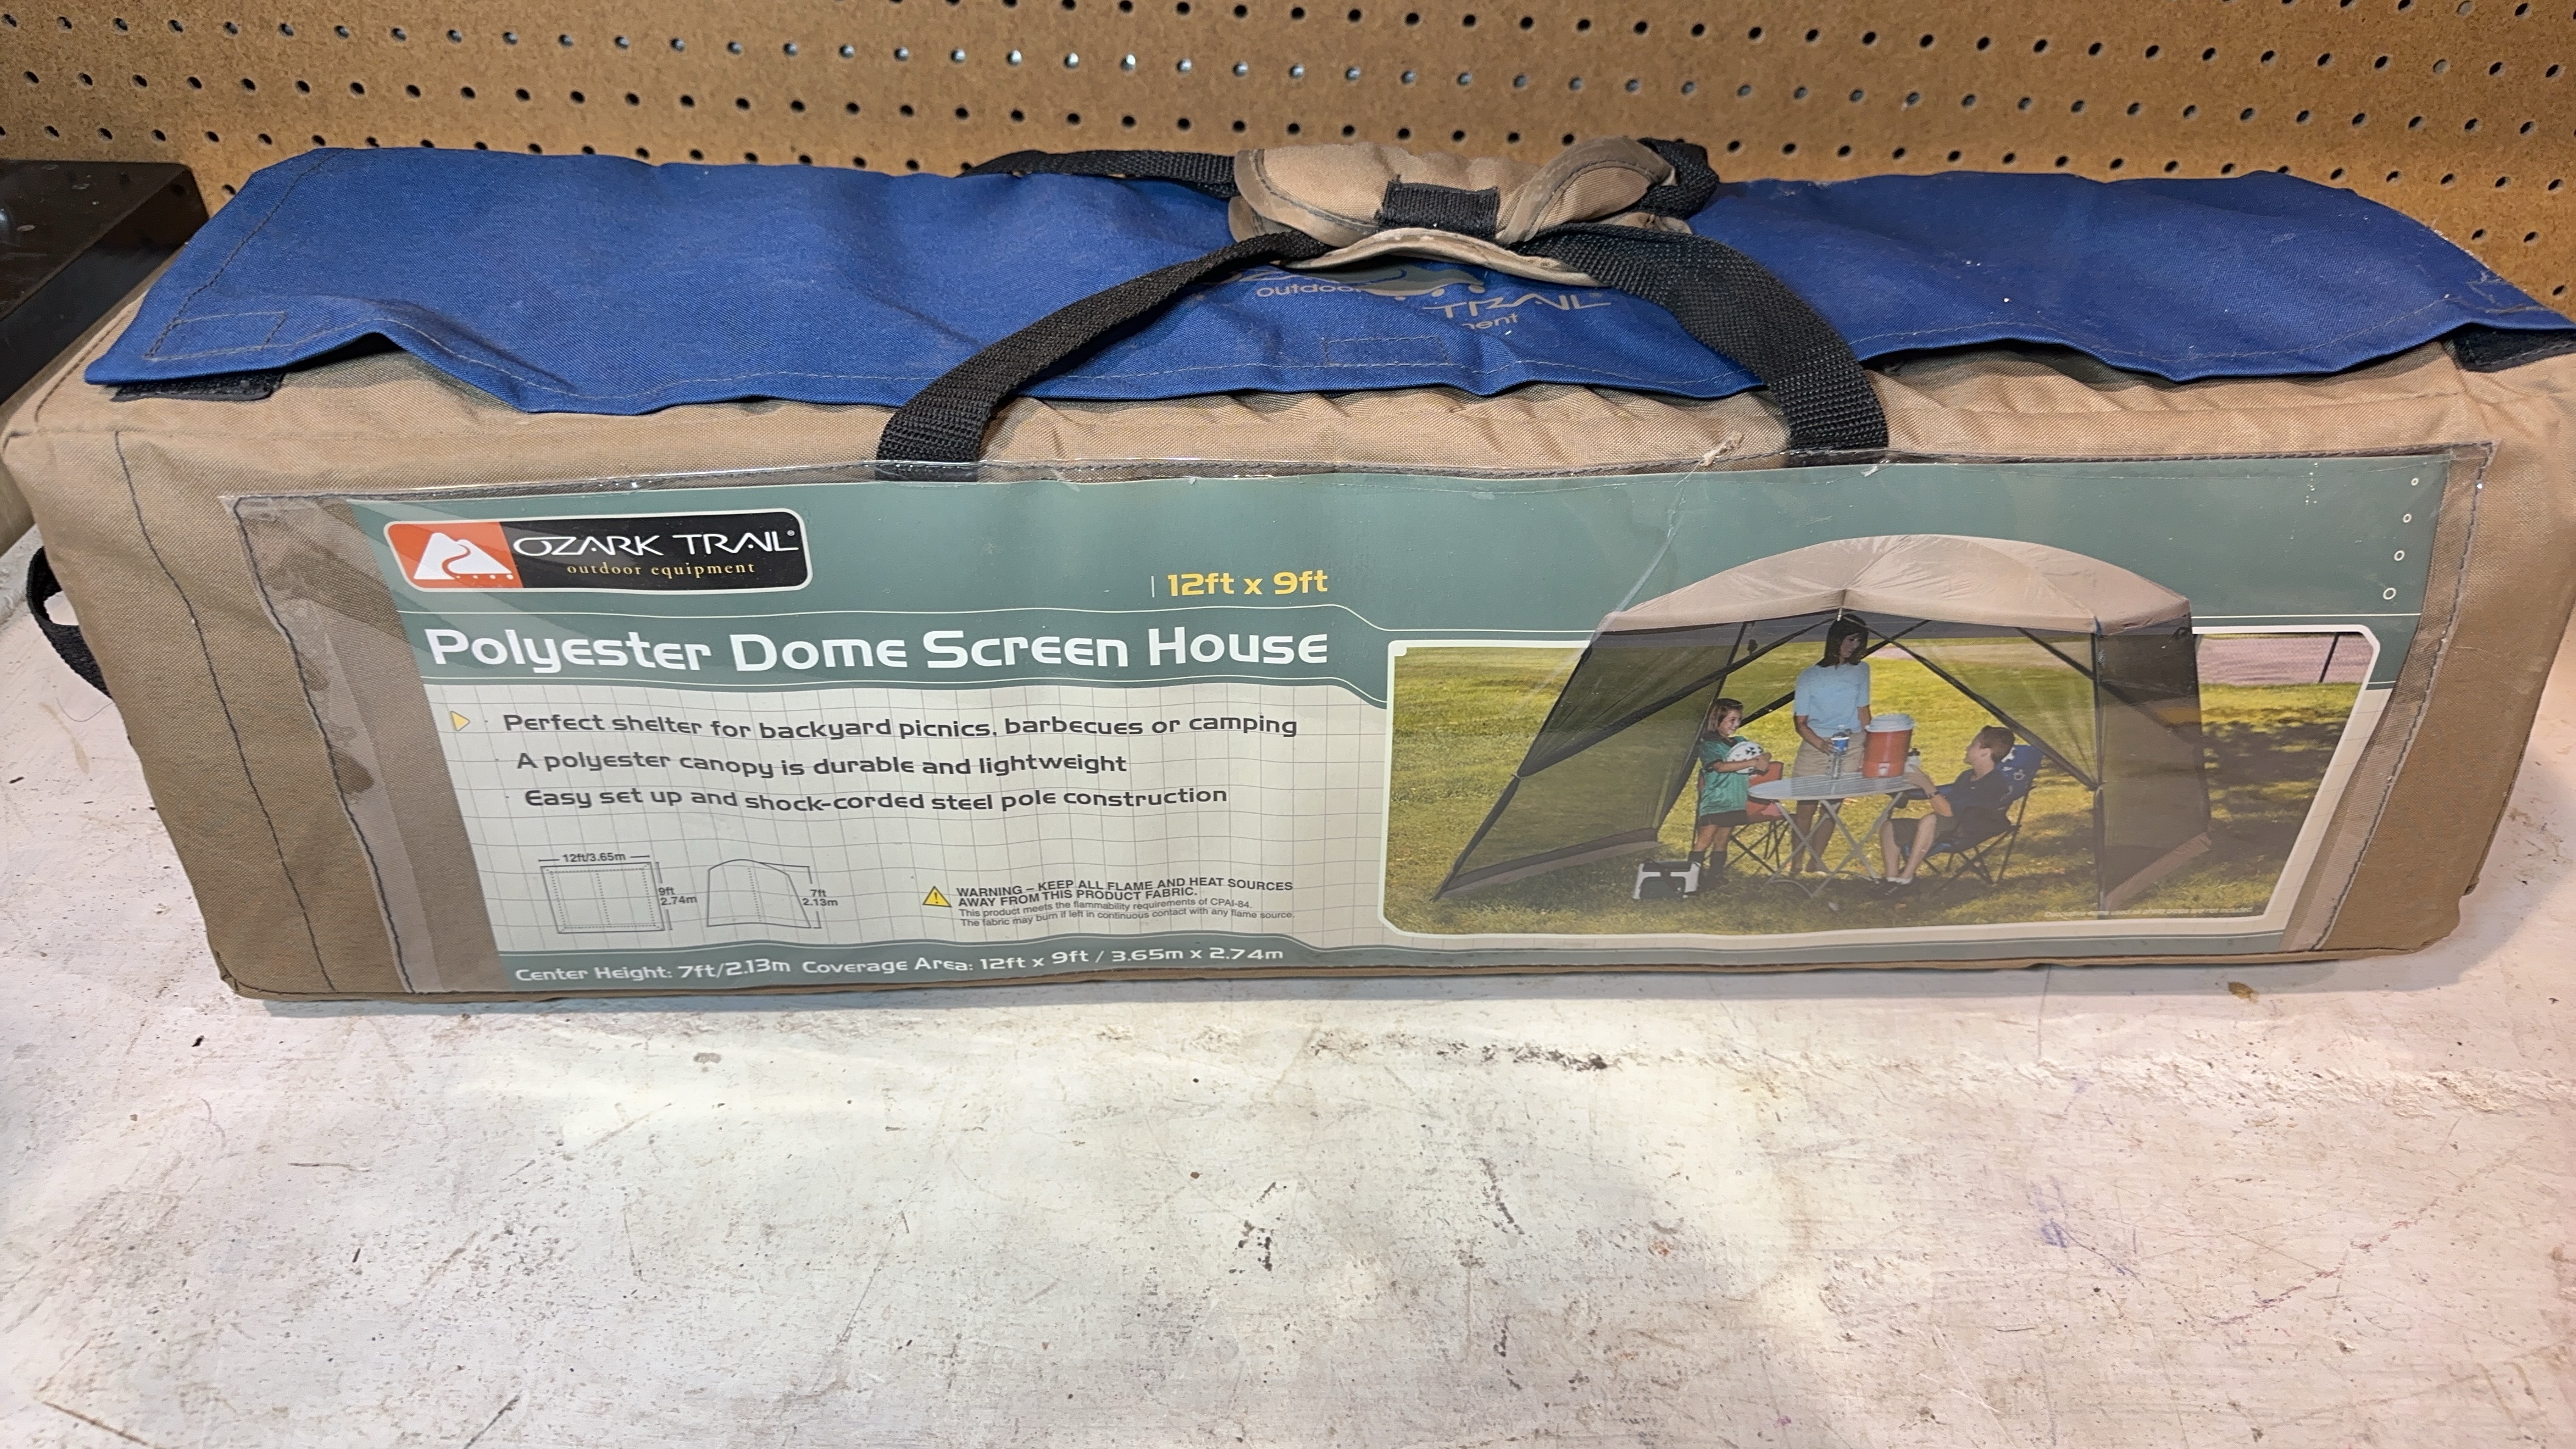 outdoor
TRAIL
ment
OZARK TRAIL®
outdoor equipment
12ft x 9ft
Polyester Dome Screen House
Perfect shelter for backyard picnics, barbecues or camping
A polyester canopy is durable and lightweight
Easy set up and shock-corded steel pole construction
12ft/3.65m
9ft
2.74m
7ft
2.13m
WARNING – KEEP ALL FLAME AND HEAT SOURCES
AWAY FROM THIS PRODUCT FABRIC.
This product meets the flammability requirements of CPAI-84.
The fabric may burn if left in continuous contact with any flame source.
Center Height: 7ft/2.13m Coverage Area: 12ft x 9ft / 3.65m x 2.74m